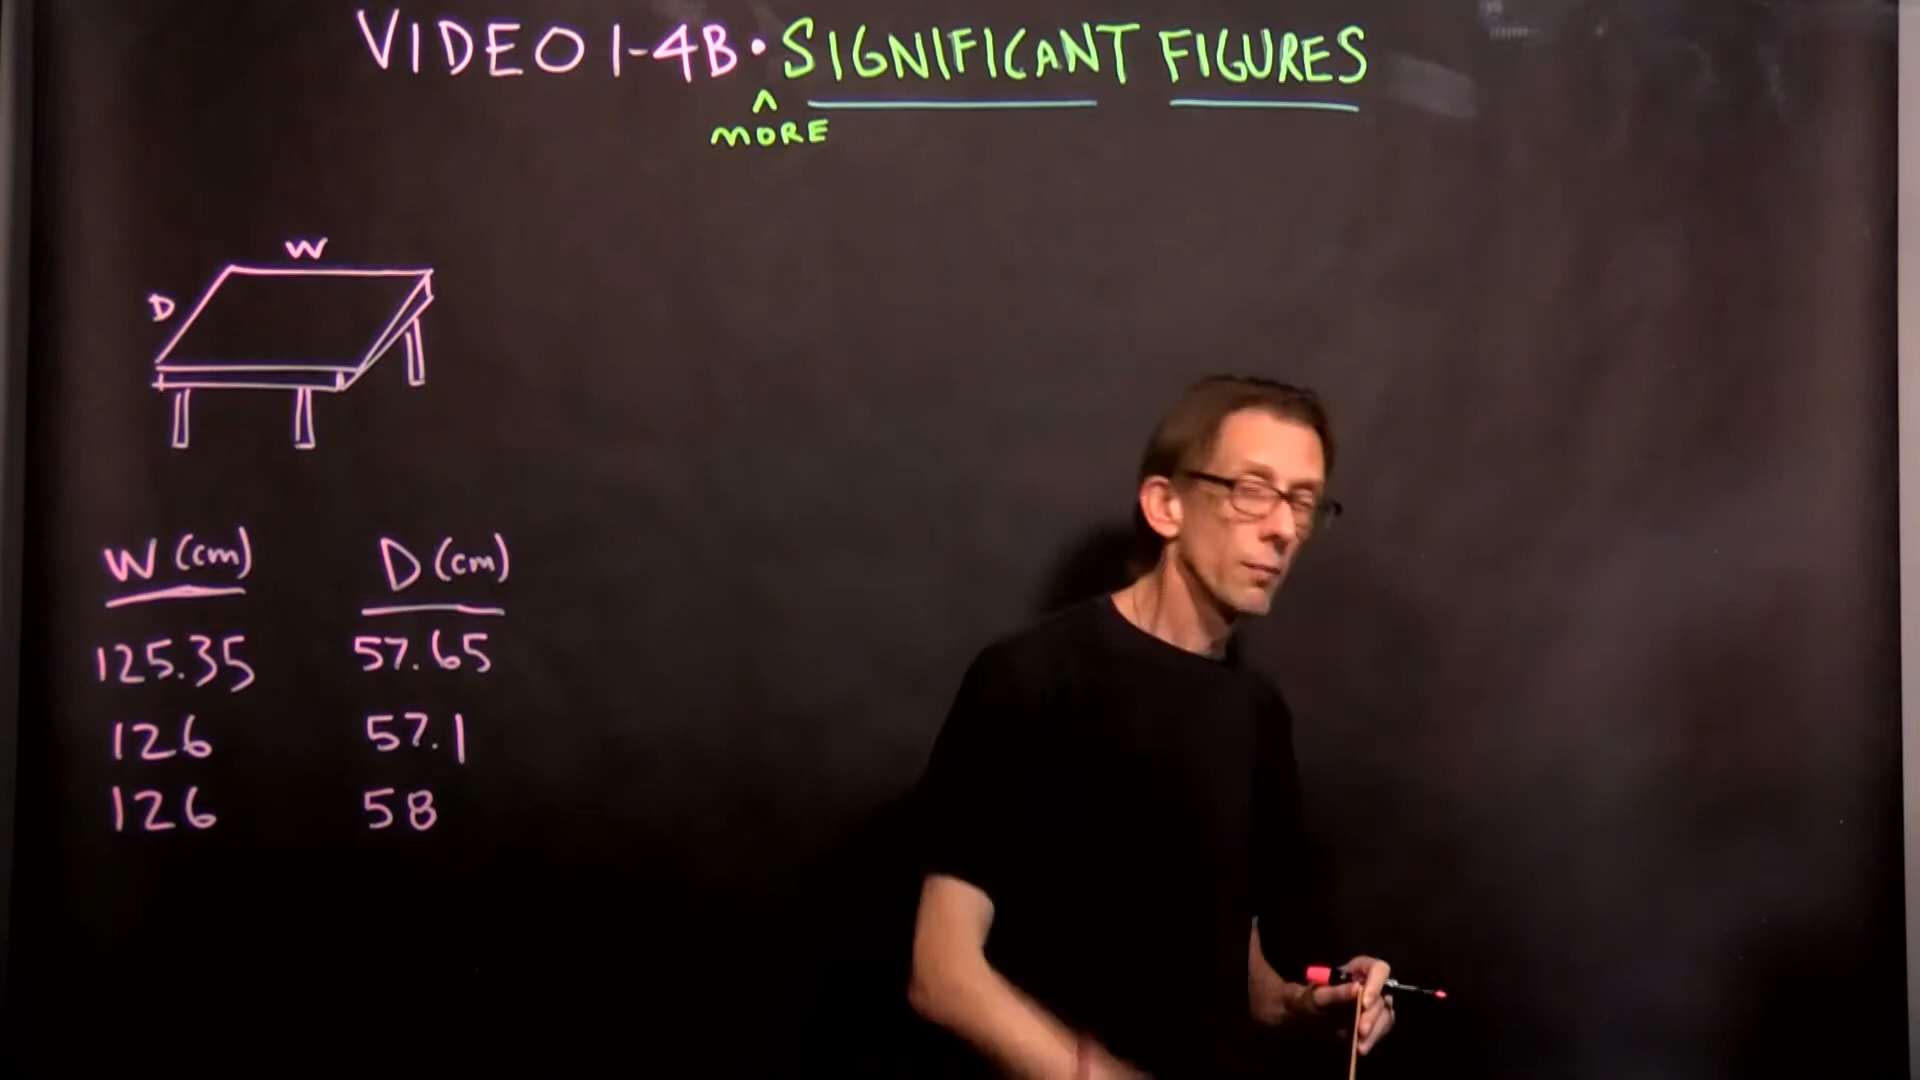 VIDEO 1-4B • SIGNIFICANT FIGURES
^
MORE
W
D
W (cm) D (cm)
125.35 57.65
126 57.1
126 58